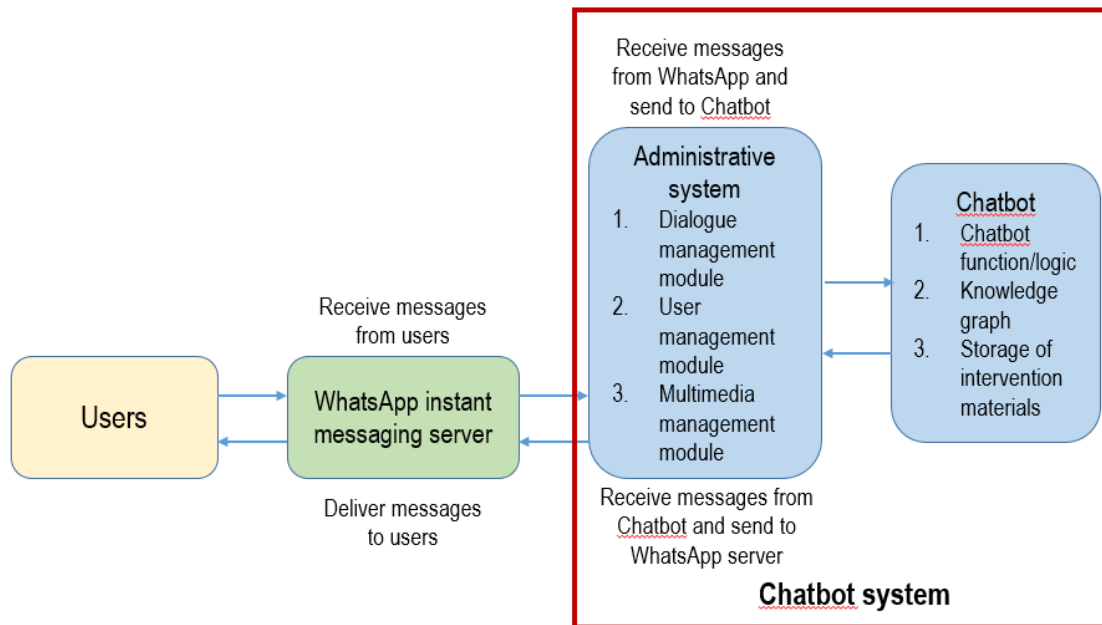 Users
Receive messages
from users
WhatsApp instant
messaging server
Deliver messages
to users
Receive messages
from WhatsApp and
send to Chatbot
Administrative
system
1. Dialogue
management
module
2. User
management
module
3. Multimedia
management
module
Receive messages from
Chatbot and send to
WhatsApp server
Chatbot
1. Chatbot
function/logic
2. Knowledge
graph
3. Storage of
intervention
materials
Chatbot system